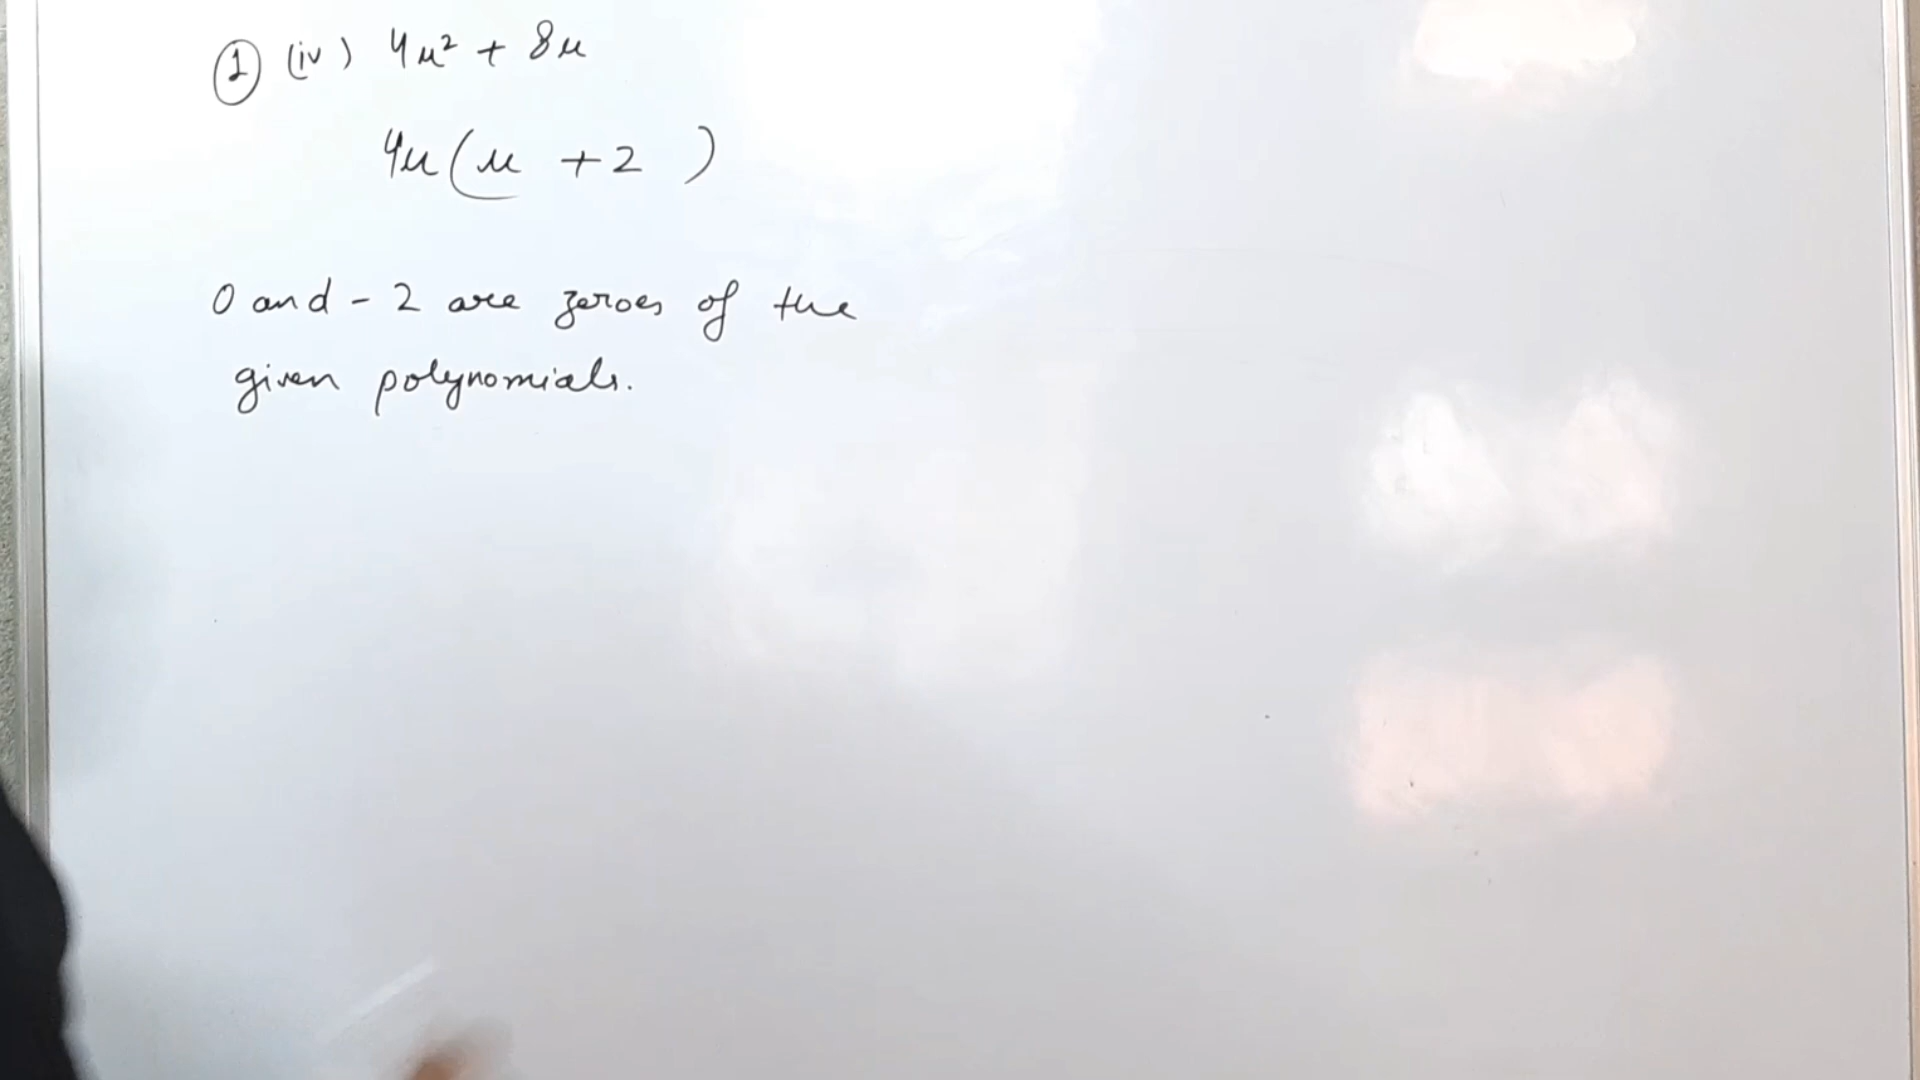 ① (iv) 4u² + 8u
4u(u + 2)
0 and - 2 are zeroes of the
given polynomials.